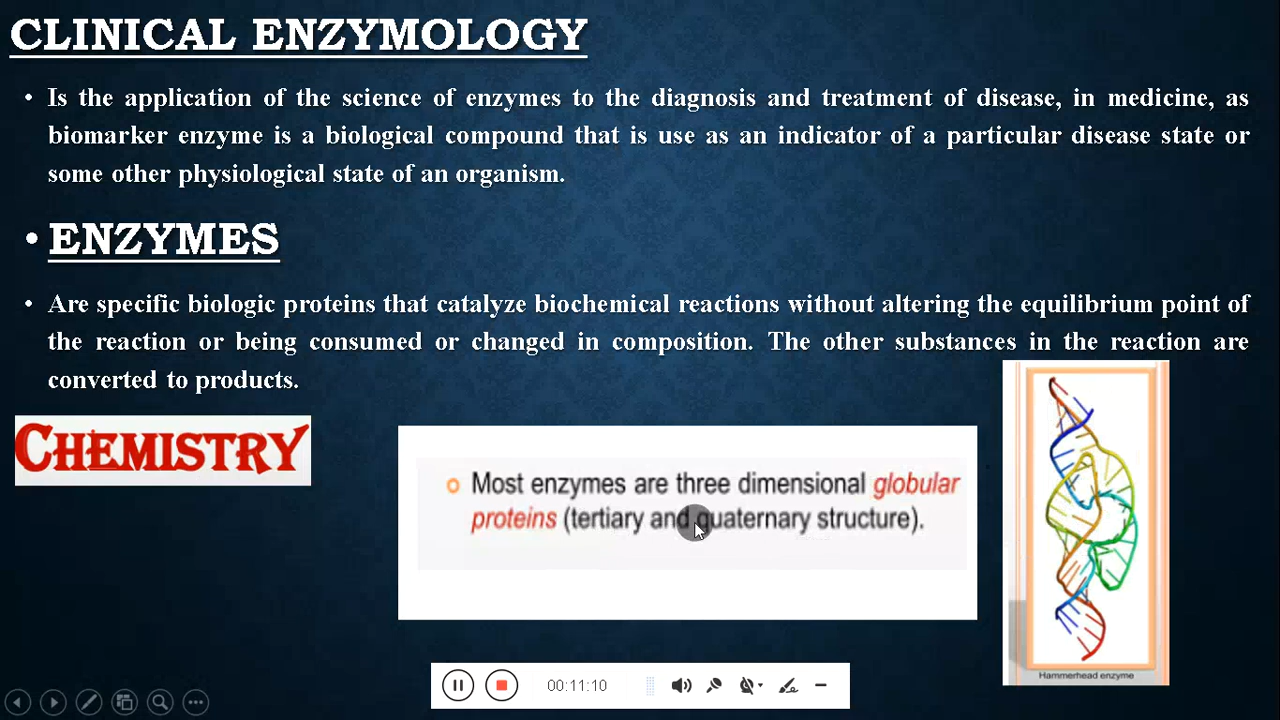 CLINICAL ENZYMOLOGY
• Is the application of the science of enzymes to the diagnosis and treatment of disease, in medicine, as
biomarker enzyme is a biological compound that is use as an indicator of a particular disease state or
some other physiological state of an organism.
• ENZYMES
• Are specific biologic proteins that catalyze biochemical reactions without altering the equilibrium point of
the reaction or being consumed or changed in composition. The other substances in the reaction are
converted to products.
CHEMISTRY
Most enzymes are three dimensional globular
proteins (tertiary and quaternary structure).
Hammerhead enzyme
00:11:10